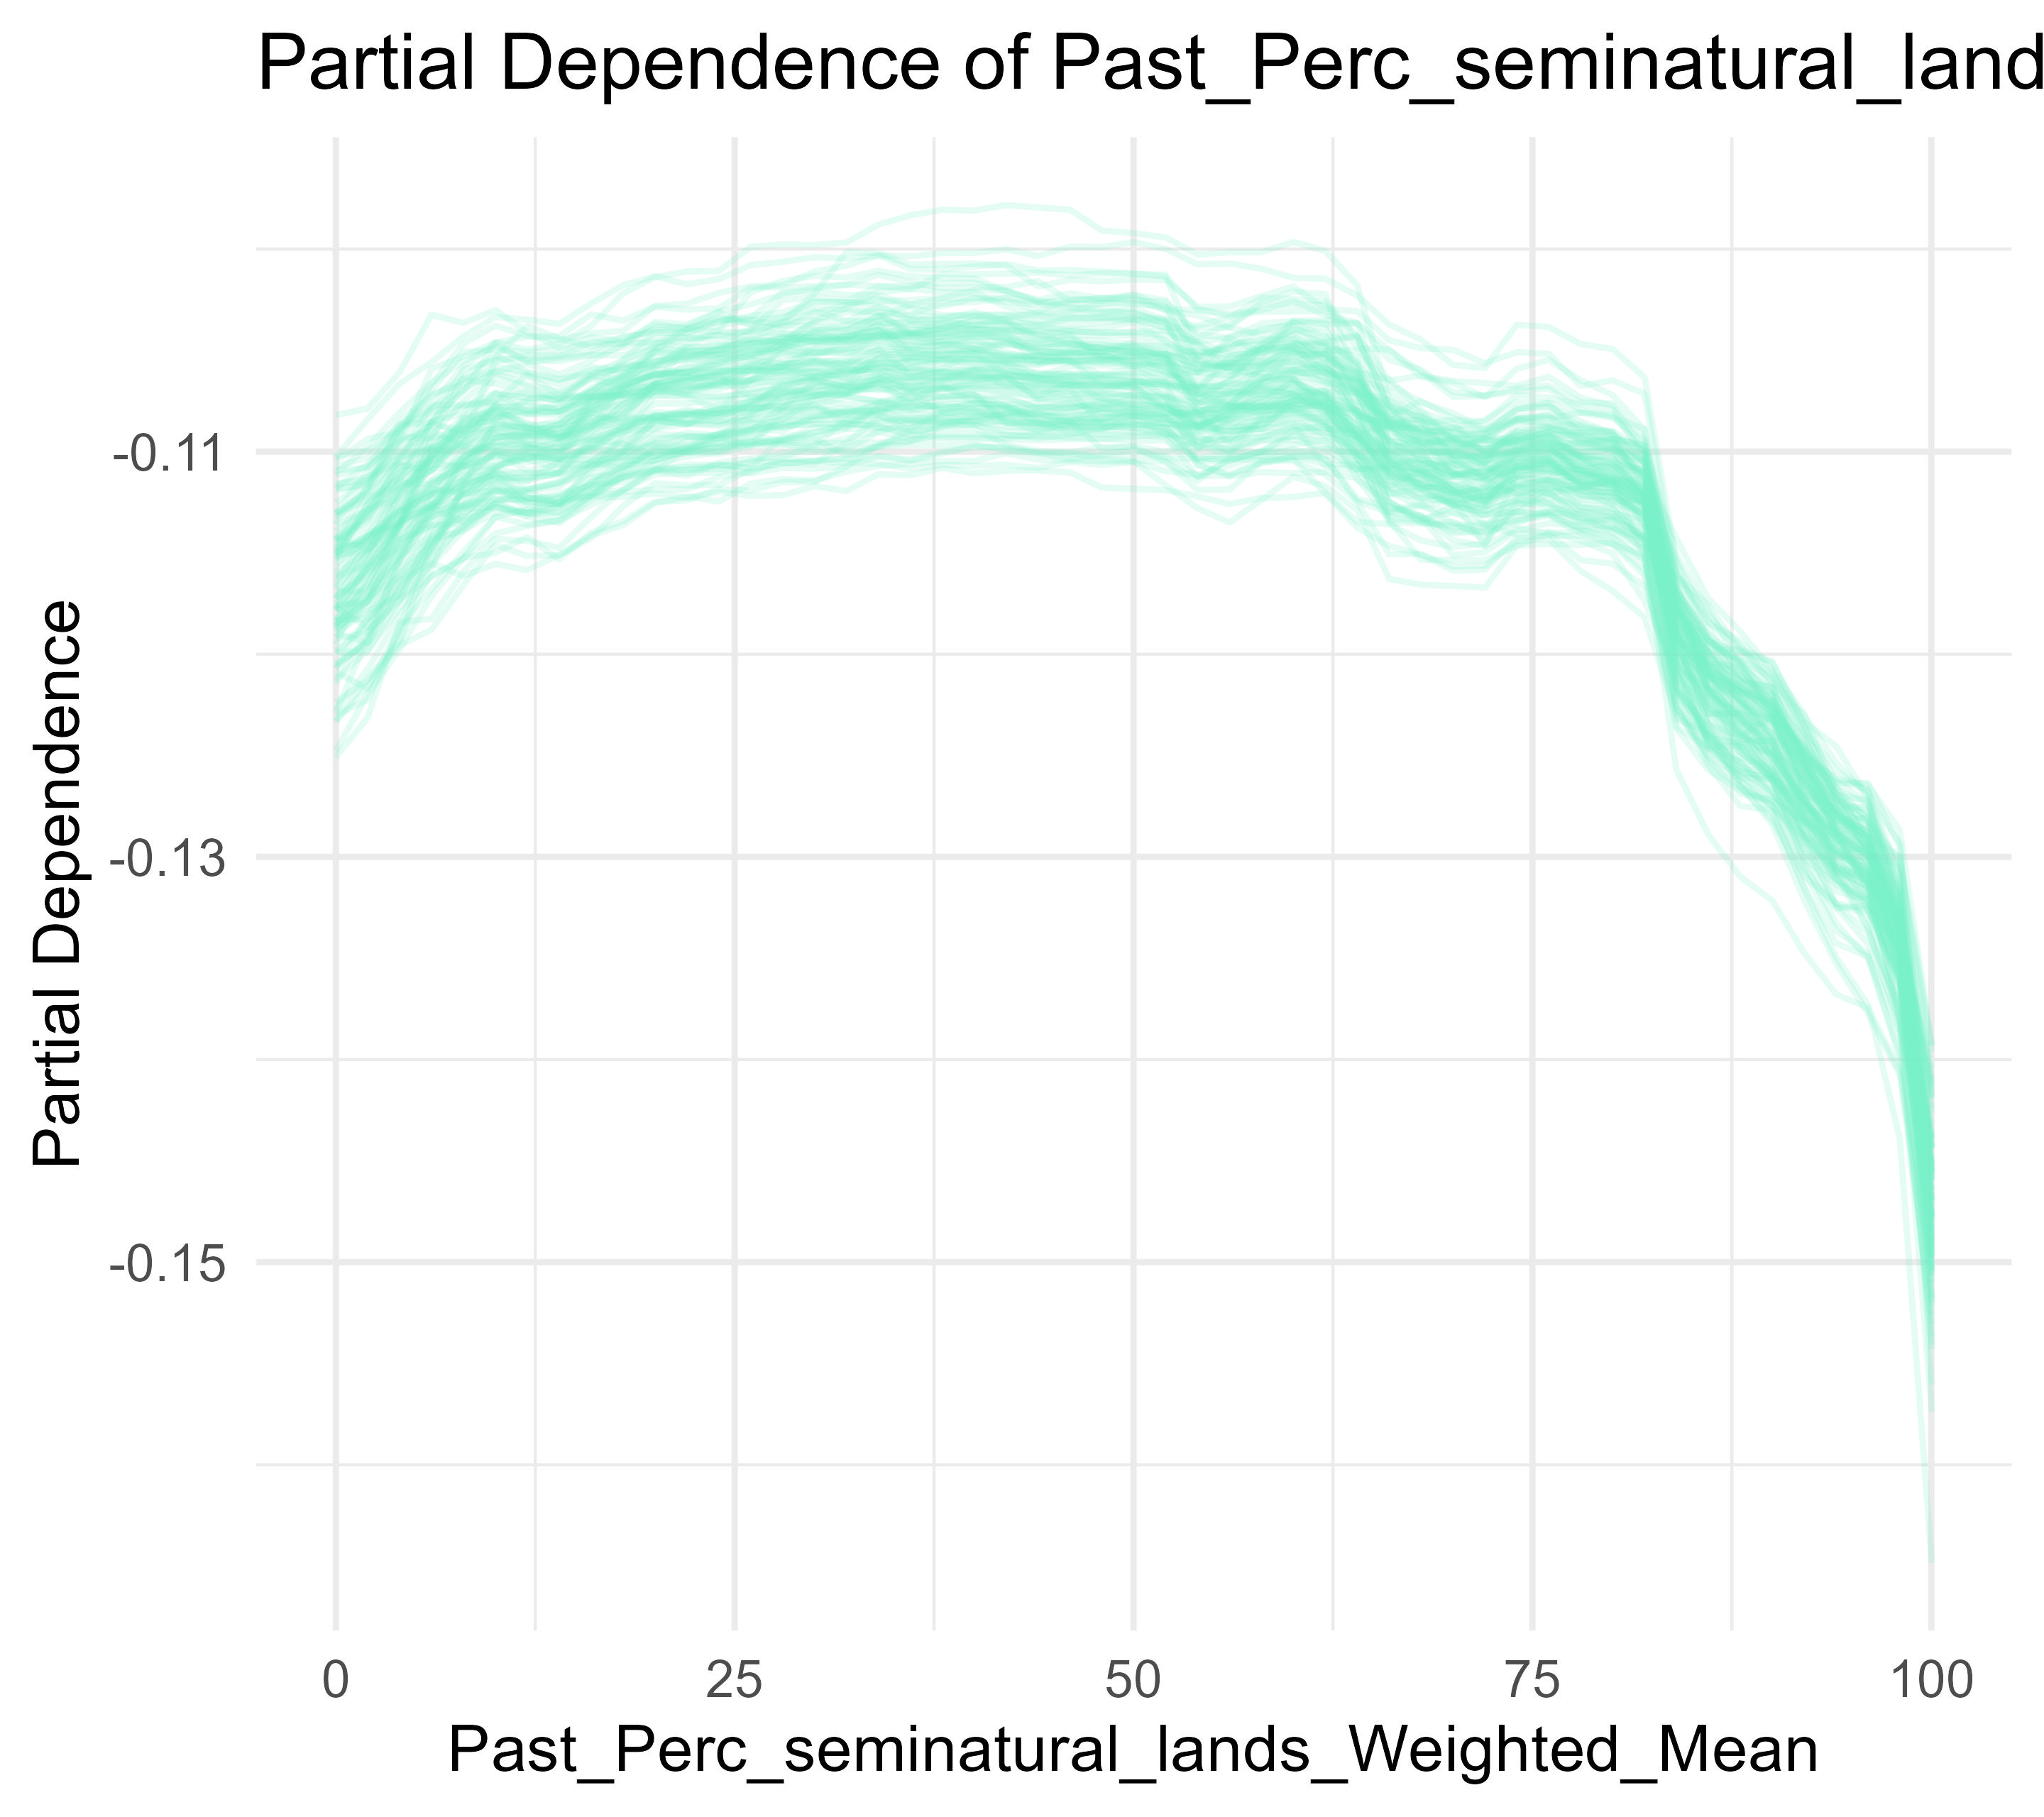 Partial Dependence of Past_Perc_seminatural_land
Partial Dependence
-0.11
-0.13
-0.15
0 25 50 75 100
Past_Perc_seminatural_lands_Weighted_Mean